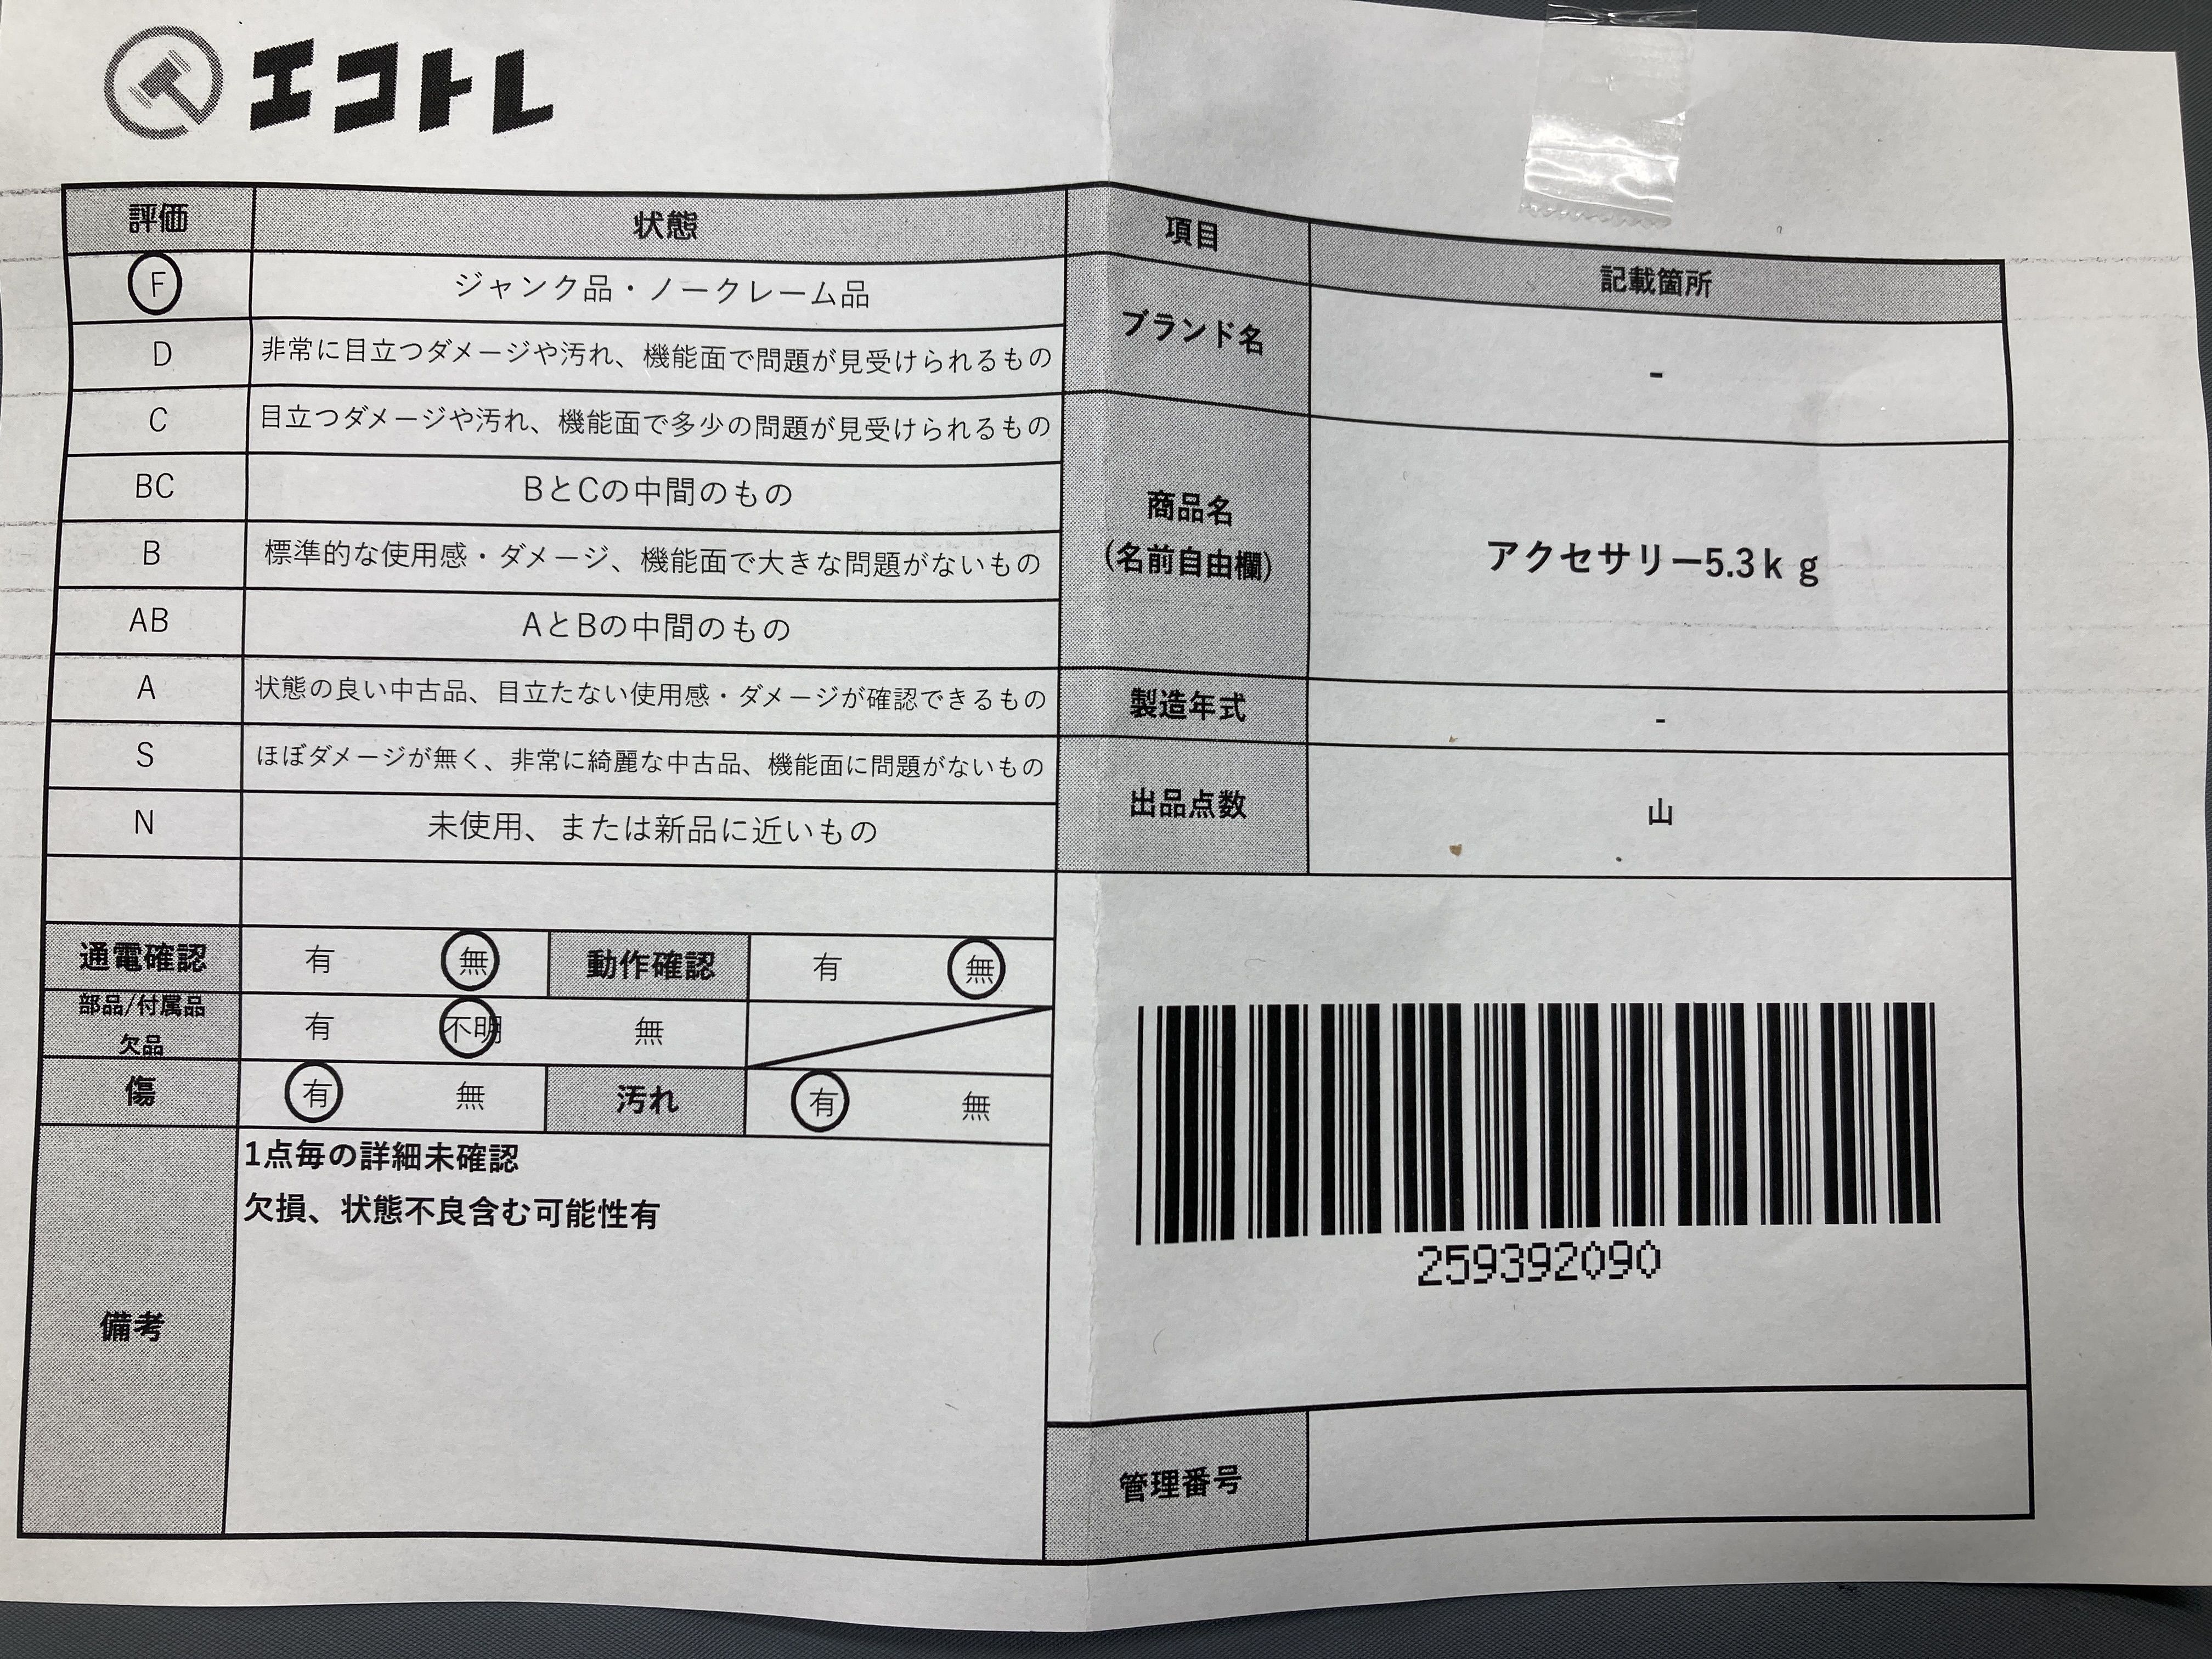 エコトレ
評価 状態
F ジャンク品・ノークレーム品
D 非常に目立つダメージや汚れ、機能面で問題が見受けられるもの
C 目立つダメージや汚れ、機能面で多少の問題が見受けられるもの
BC BとCの中間のもの
B 標準的な使用感・ダメージ、機能面で大きな問題がないもの
AB AとBの中間のもの
A 状態の良い中古品、目立たない使用感・ダメージが確認できるもの
S ほぼダメージが無く、非常に綺麗な中古品、機能面に問題がないもの
N 未使用、または新品に近いもの
通電確認 有 無 動作確認 有 無
部品/付属品
欠品 有 不明 無
傷 有 無 汚れ 有 無
備考
1点毎の詳細未確認
欠損、状態不良含む可能性有
項目 記載箇所
ブランド名 -
商品名
(名前自由欄) アクセサリー5.3ｋｇ
製造年式 -
出品点数 山
259392090
管理番号